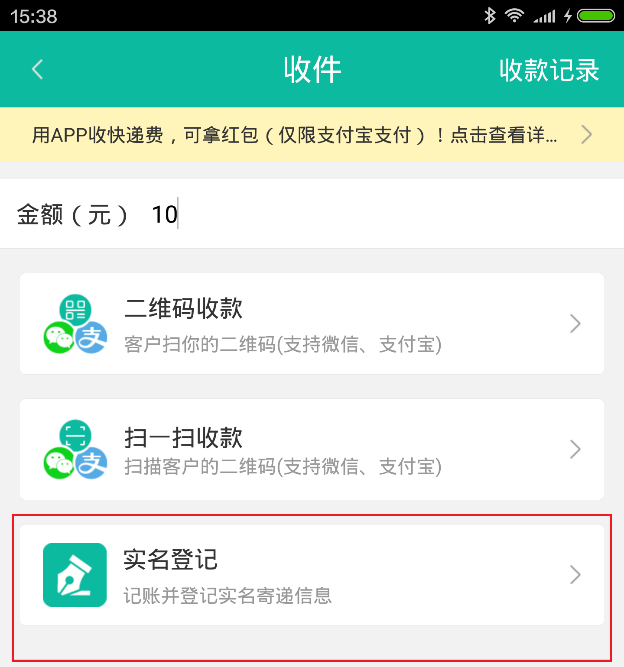 15:38
收件
收款记录
用APP收快递费，可拿红包（仅限支付宝支付）！点击查看详...
金额（元） 10
二维码收款
客户扫你的二维码(支持微信、支付宝)
支
扫一扫收款
扫描客户的二维码(支持微信、支付宝)
支
实名登记
记账并登记实名寄递信息